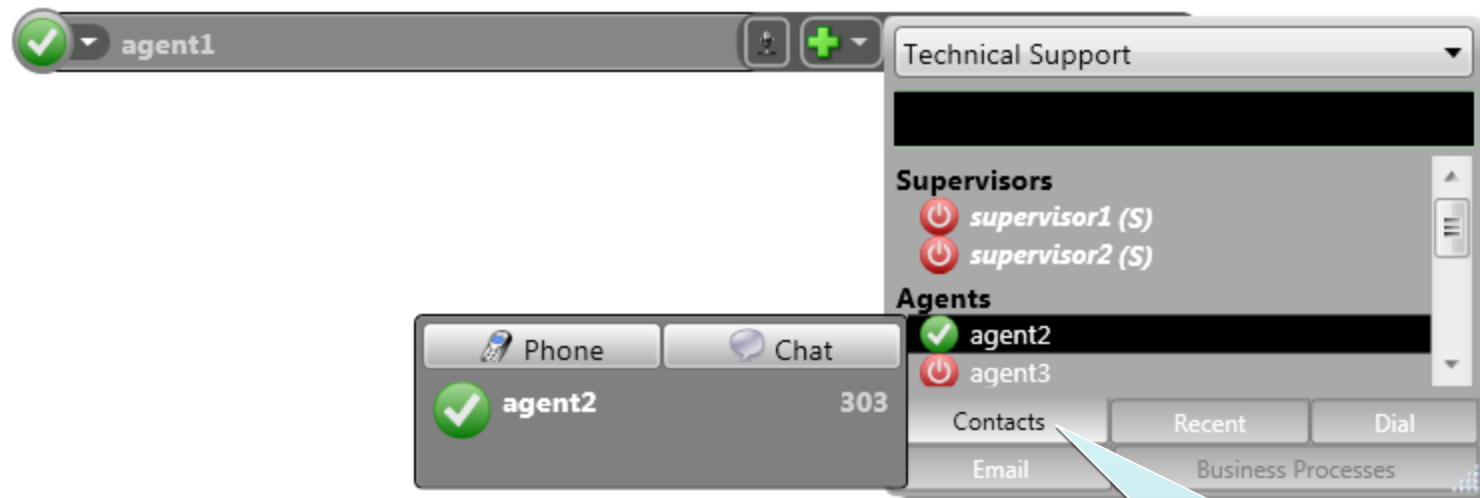 agent1
Technical Support
Supervisors
supervisor1 (S)
supervisor2 (S)
Agents
agent2
agent3
Phone Chat
agent2 303
Contacts Recent Dial
Email Business Processes